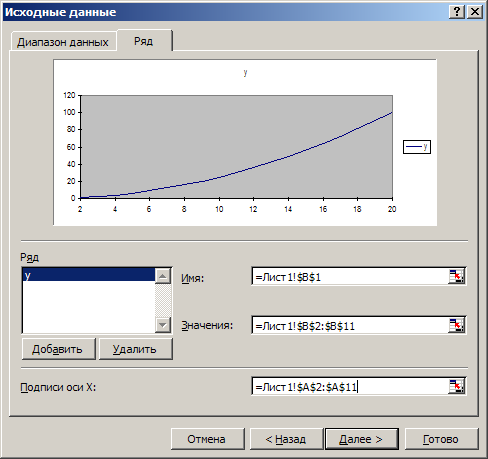 Исходные данные
Диапазон данных
Ряд
y
120
100
80
60
40
20
0
2 4 6 8 10 12 14 16 18 20
y
Ряд
y
Имя: =Лист1!$B$1
Значения: =Лист1!$B$2:$B$11
Добавить Удалить
Подписи оси X: =Лист1!$A$2:$A$11
Отмена < Назад Далее > Готово